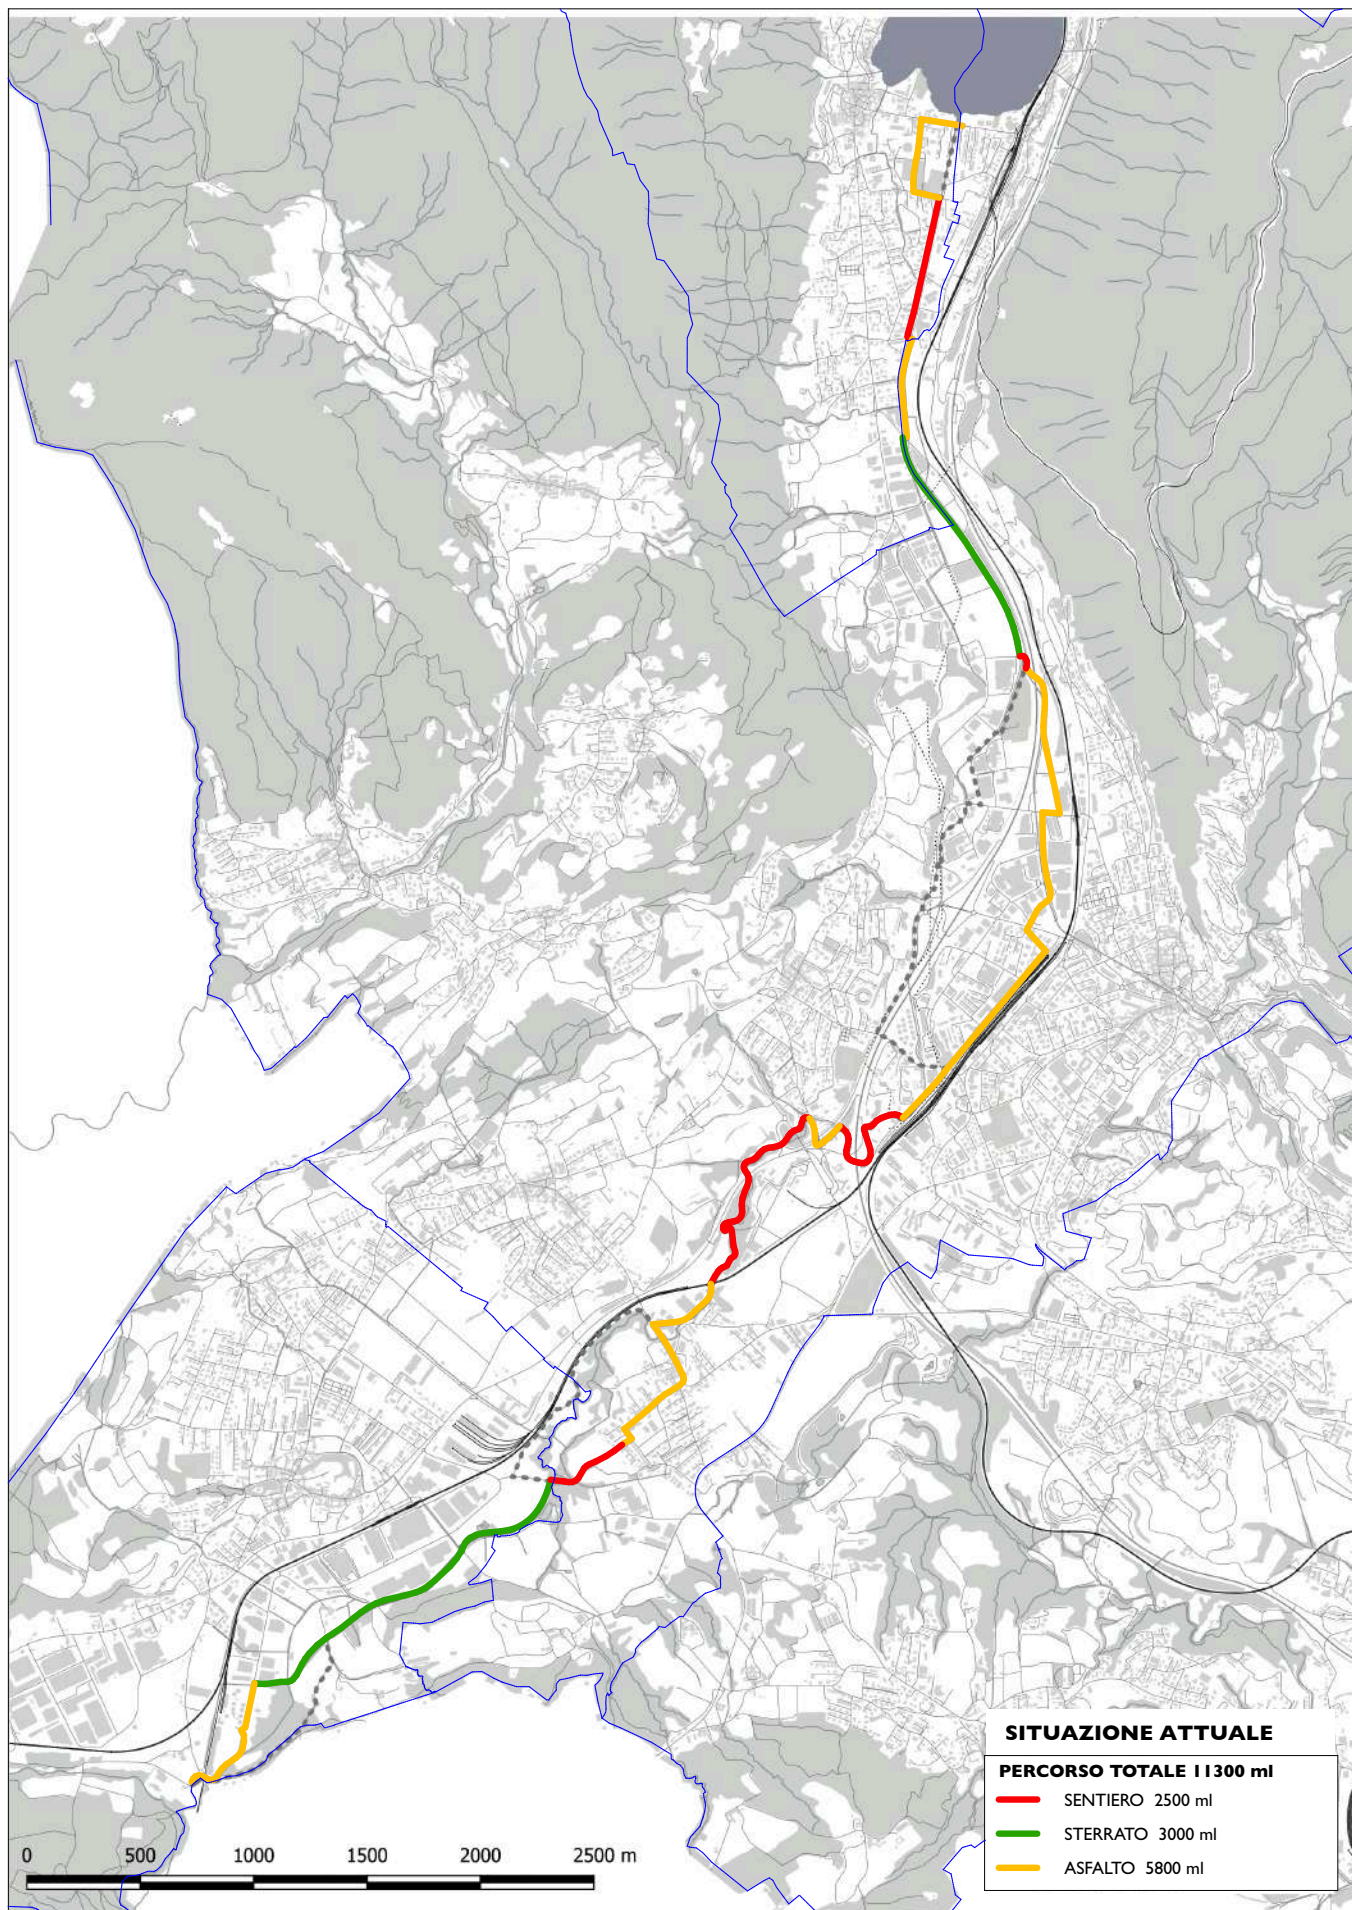 SITUAZIONE ATTUALE
PERCORSO TOTALE 11300 ml
SENTIERO 2500 ml
STERRATO 3000 ml
ASFALTO 5800 ml
0 500 1000 1500 2000 2500 m